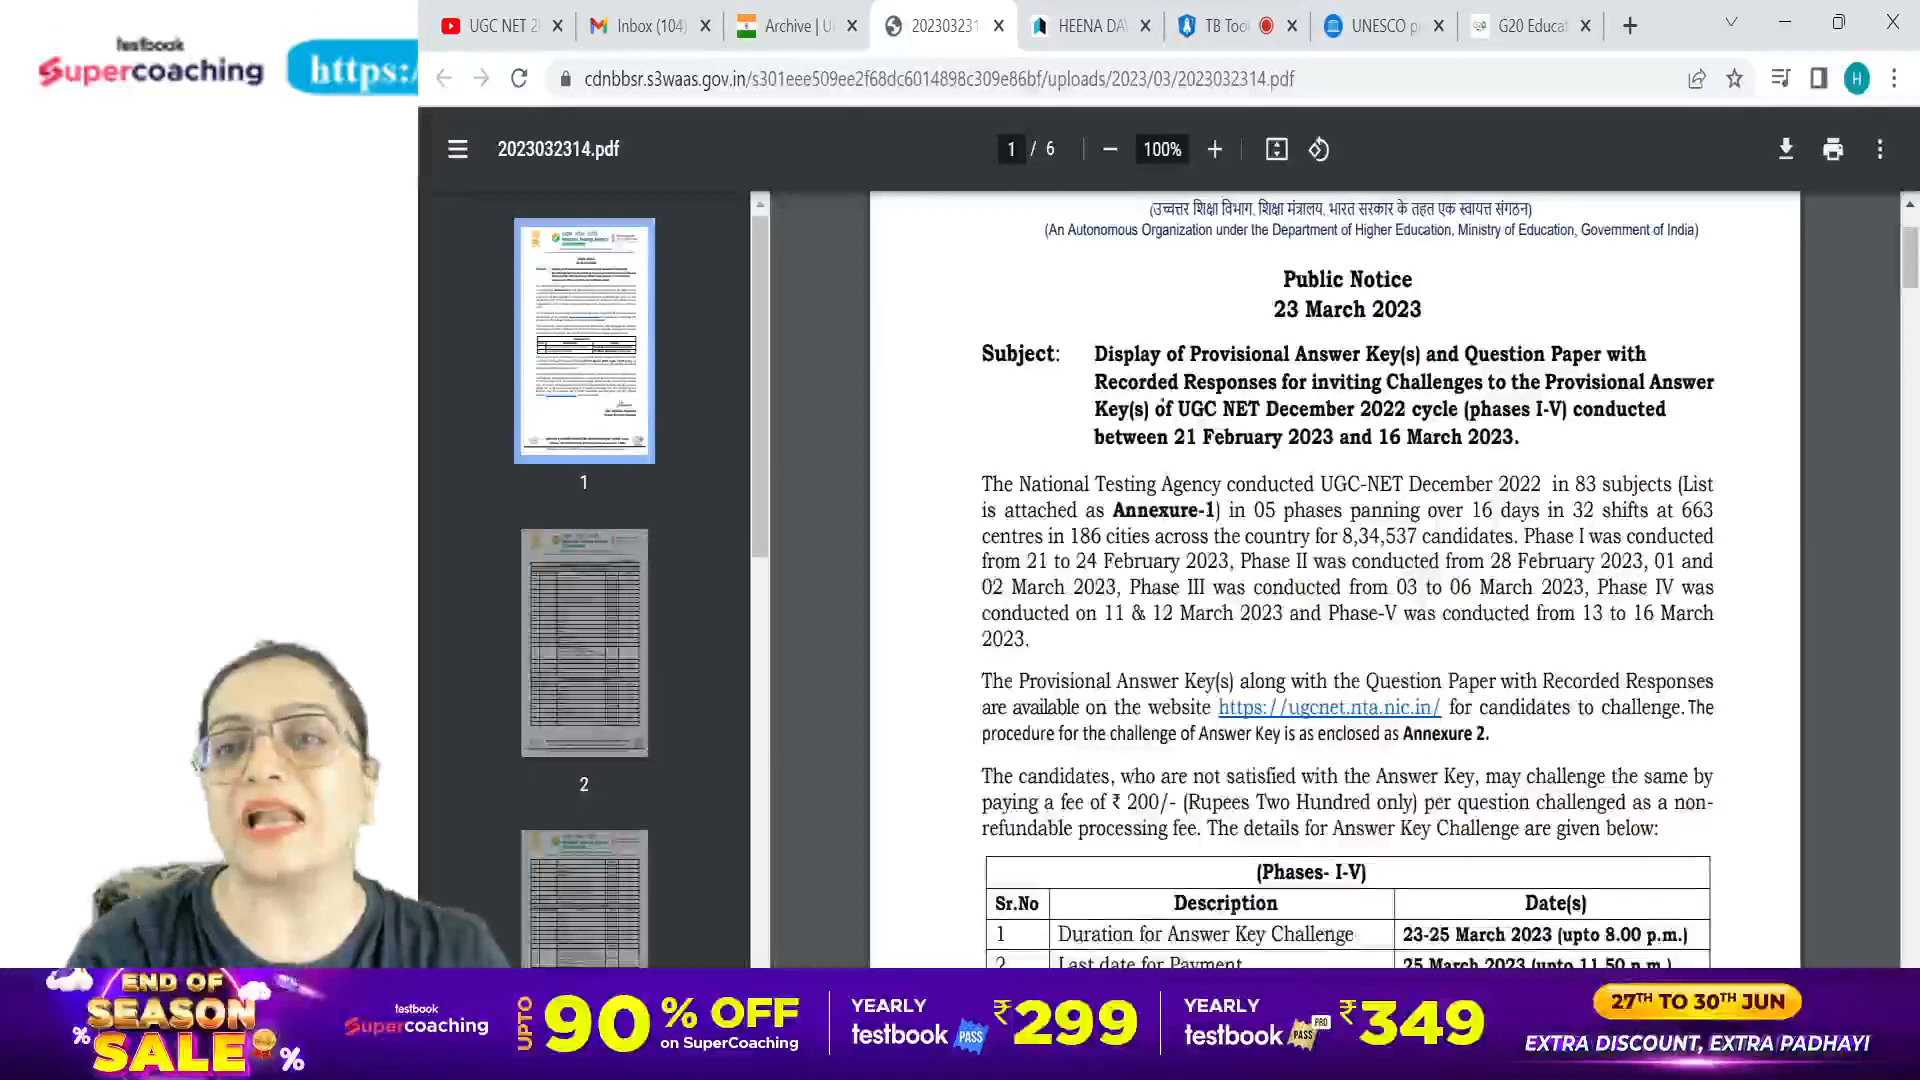 testbook
Supercoaching
https:/
UGC NET 2
Inbox (104)
Archive | U
202303231
HEENA DAV
TB Too
UNESCO p
G20 Educat
cdnbbsr.s3waas.gov.in/s301eee509ee2f68dc6014898c309e86bf/uploads/2023/03/2023032314.pdf
H
2023032314.pdf
1 / 6
100%
1
2
(उच्चत्तर शिक्षा विभाग, शिक्षा मंत्रालय, भारत सरकार के तहत एक स्वायत्त संगठन)
(An Autonomous Organization under the Department of Higher Education, Ministry of Education, Government of India)
Public Notice
23 March 2023
Subject: Display of Provisional Answer Key(s) and Question Paper with
Recorded Responses for inviting Challenges to the Provisional Answer
Key(s) of UGC NET December 2022 cycle (phases I-V) conducted
between 21 February 2023 and 16 March 2023.
The National Testing Agency conducted UGC-NET December 2022 in 83 subjects (List
is attached as Annexure-1) in 05 phases panning over 16 days in 32 shifts at 663
centres in 186 cities across the country for 8,34,537 candidates. Phase I was conducted
from 21 to 24 February 2023, Phase II was conducted from 28 February 2023, 01 and
02 March 2023, Phase III was conducted from 03 to 06 March 2023, Phase IV was
conducted on 11 & 12 March 2023 and Phase-V was conducted from 13 to 16 March
2023.
The Provisional Answer Key(s) along with the Question Paper with Recorded Responses
are available on the website https://ugcnet.nta.nic.in/ for candidates to challenge. The
procedure for the challenge of Answer Key is as enclosed as Annexure 2.
The candidates, who are not satisfied with the Answer Key, may challenge the same by
paying a fee of ₹ 200/- (Rupees Two Hundred only) per question challenged as a non-
refundable processing fee. The details for Answer Key Challenge are given below:
(Phases- I-V)
Sr.No Description Date(s)
1 Duration for Answer Key Challenge 23-25 March 2023 (upto 8.00 p.m.)
2 Last date for Payment 25 March 2023 (upto 11.50 p.m.)
END OF
SEASON
SALE
testbook
Supercoaching
UPTO 90% OFF
on SuperCoaching
YEARLY
testbook PASS
₹299
YEARLY
testbook PASS PRO
₹349
27TH TO 30TH JUN
EXTRA DISCOUNT, EXTRA PADHAYI